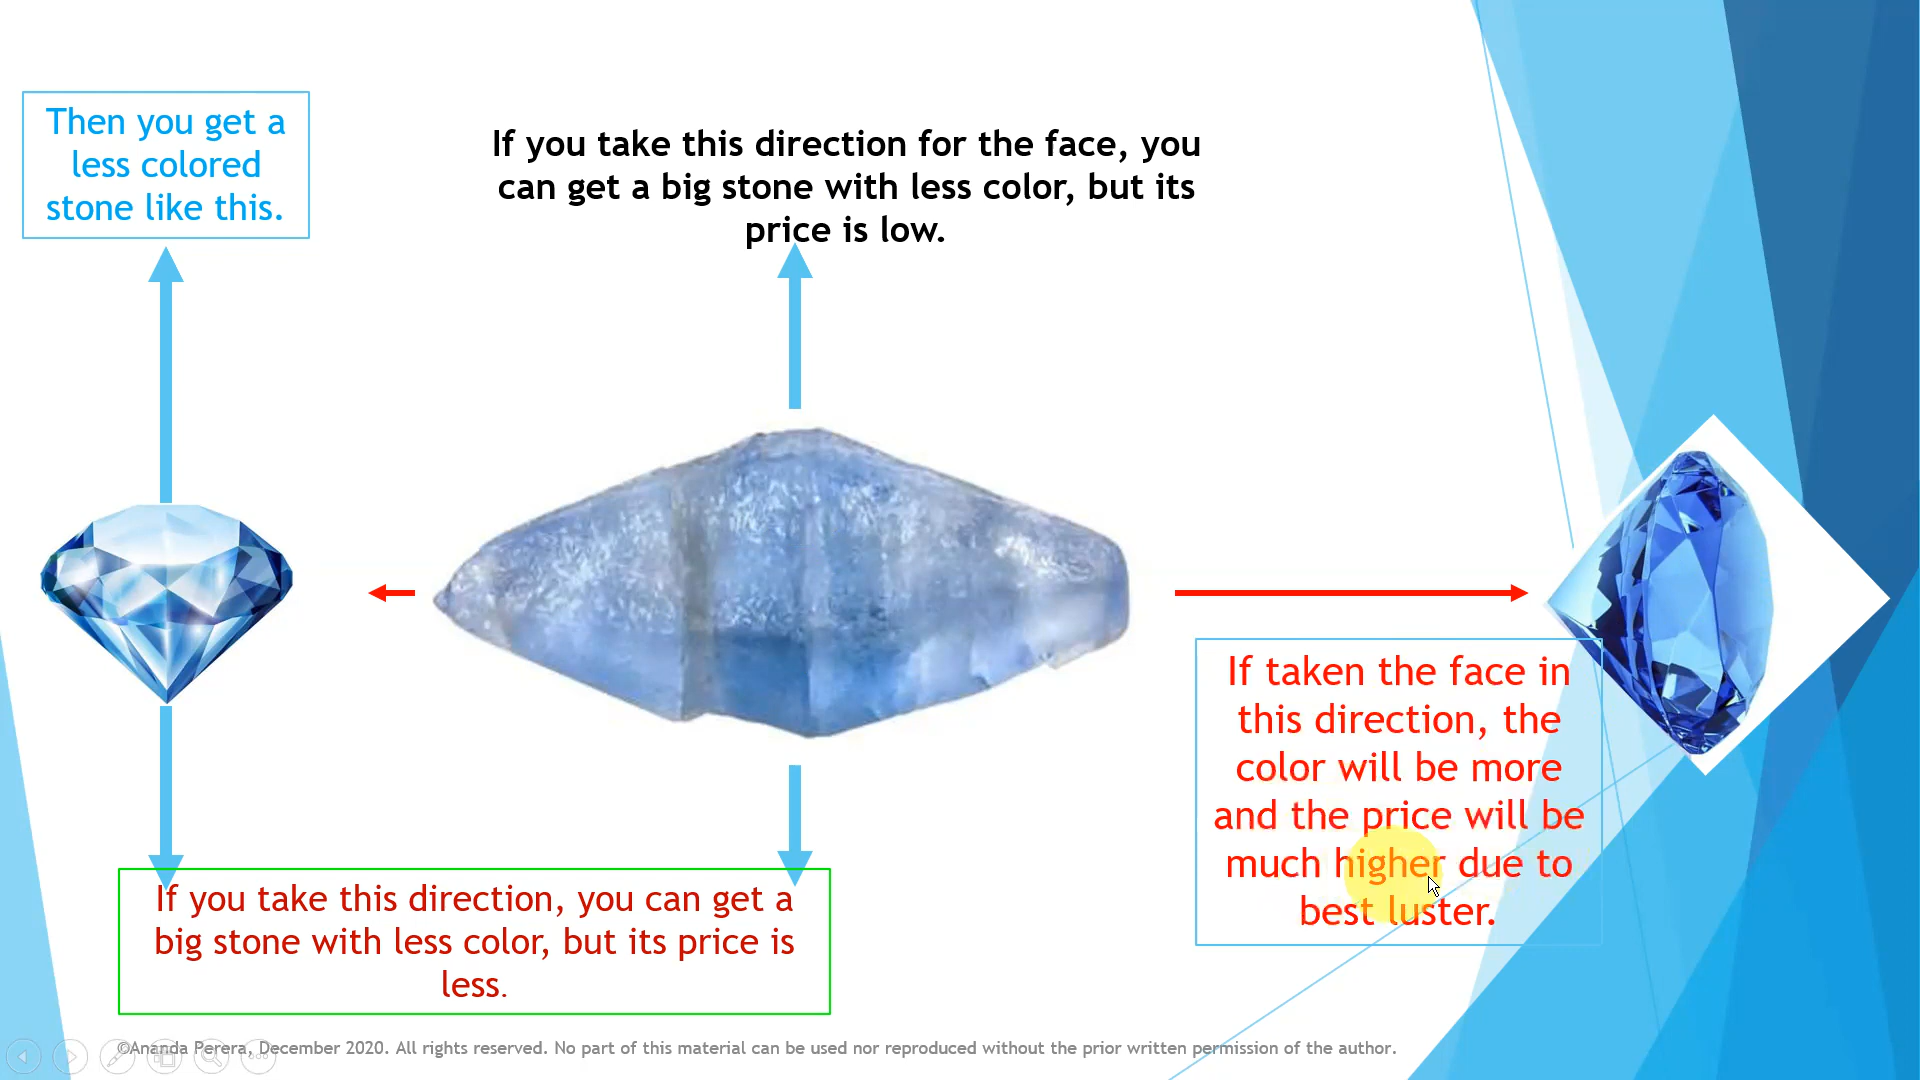 Then you get a
less colored
stone like this.
If you take this direction for the face, you
can get a big stone with less color, but its
price is low.
If taken the face in
this direction, the
color will be more
and the price will be
much higher due to
best luster.
If you take this direction, you can get a
big stone with less color, but its price is
less.
©Ananda Perera, December 2020. All rights reserved. No part of this material can be used nor reproduced without the prior written permission of the author.